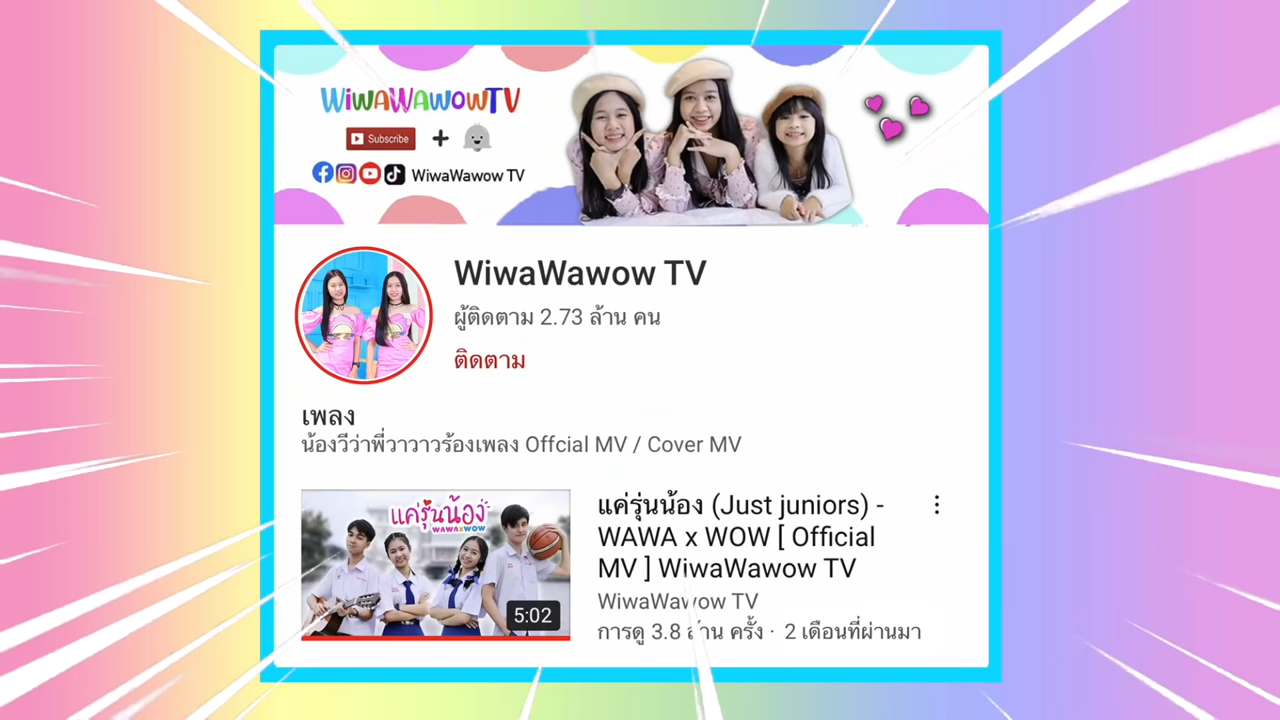 WiWAWAWOWTV
Subscribe +
WiwaWawow TV
WiwaWawow TV
ผู้ติดตาม 2.73 ล้าน คน
ติดตาม
เพลง
น้องวีว่าพี่วาวาวร้องเพลง Offcial MV / Cover MV
แค่รุ่นน้อง
WAWA x WOW
5:02
แค่รุ่นน้อง (Just juniors) -
WAWA x WOW [ Official
MV ] WiwaWawow TV
WiwaWawow TV
การดู 3.8 ล้าน ครั้ง · 2 เดือนที่ผ่านมา